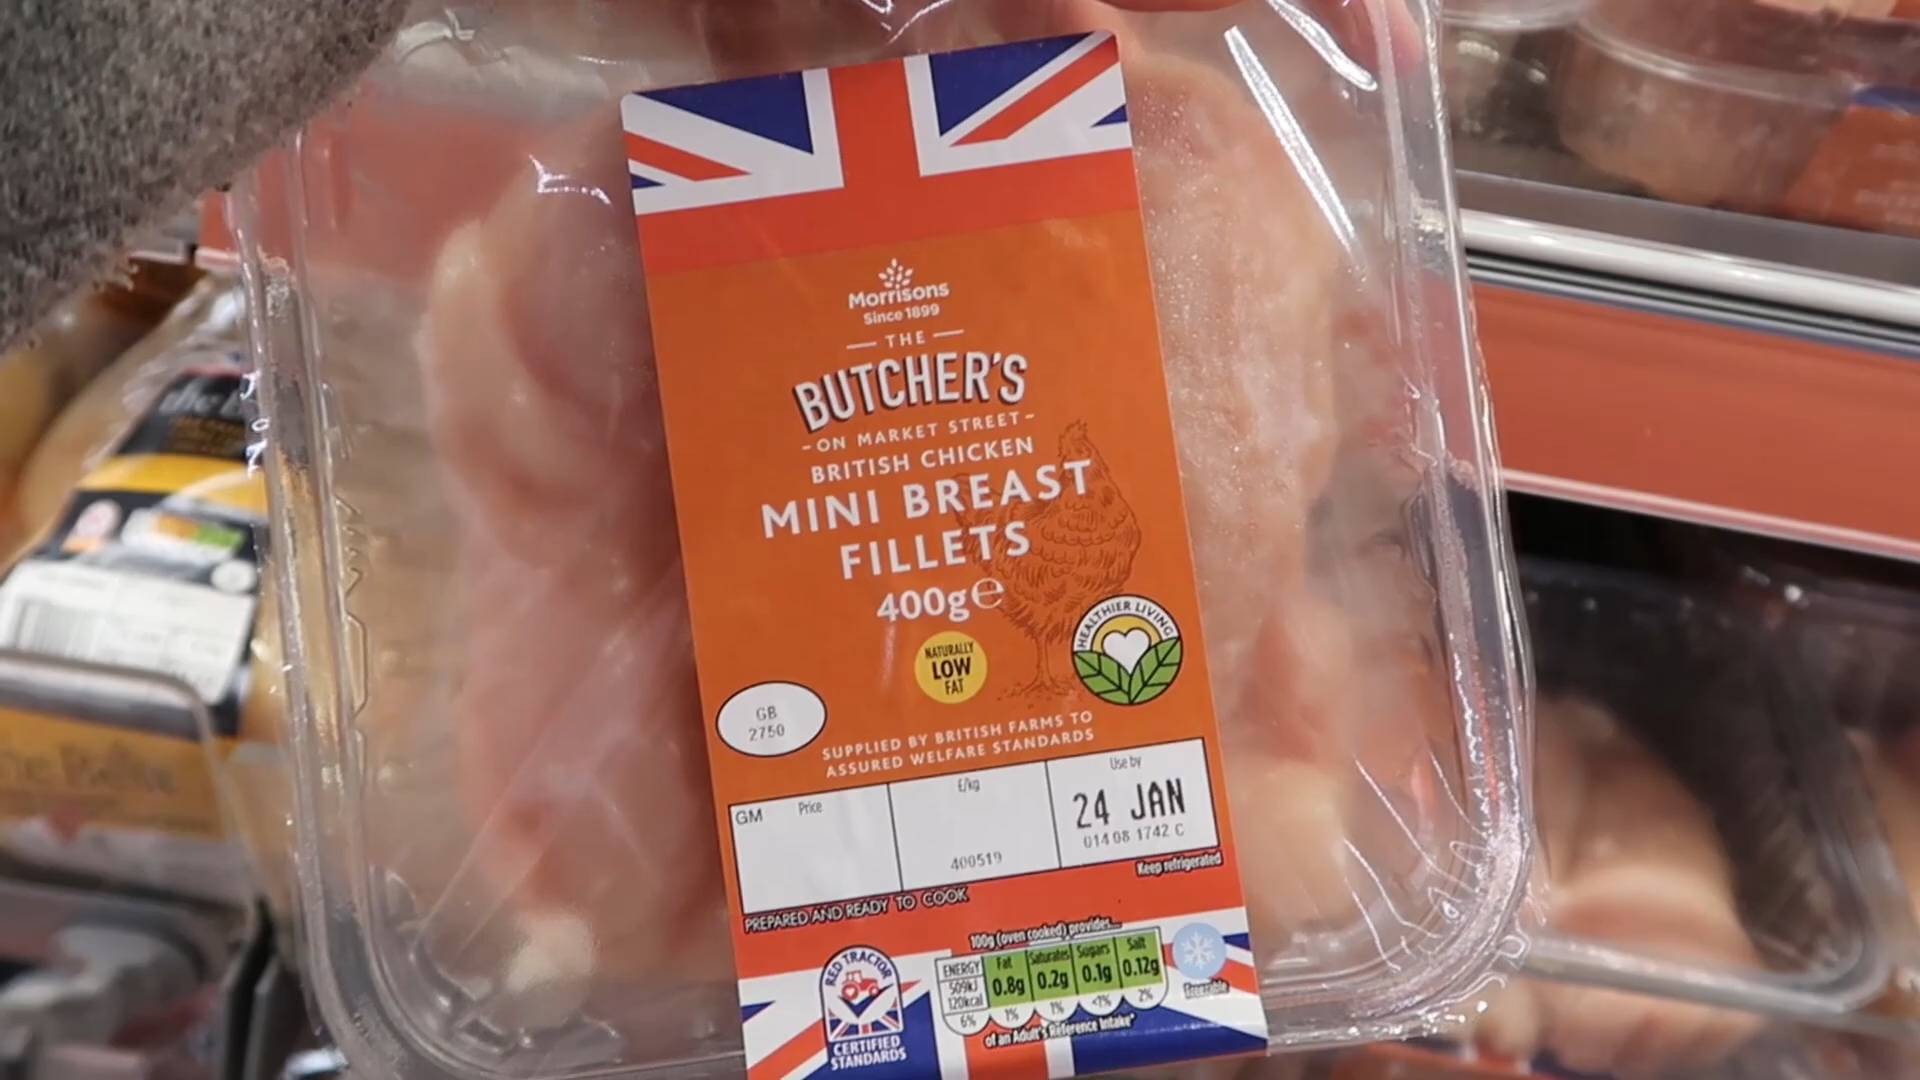 Morrisons
Since 1899
THE
BUTCHER'S
- ON MARKET STREET -
BRITISH CHICKEN
MINI BREAST
FILLETS
400g℮
NATURALLY
LOW
FAT
HEALTHIER LIVING
GB
2750
SUPPLIED BY BRITISH FARMS TO
ASSURED WELFARE STANDARDS
GM Price
£/kg
400519
Use by
24 JAN
014 08 1742 C
Keep refrigerated
PREPARED AND READY TO COOK
RED TRACTOR
CERTIFIED
STANDARDS
100g (oven cooked) provides...
ENERGY Fat Saturates Sugars Salt
509kJ
120kcal 0.8g 0.2g 0.1g 0.12g
6% 1% 1% <1% 2%
of an Adult's Reference Intake*
Freezable